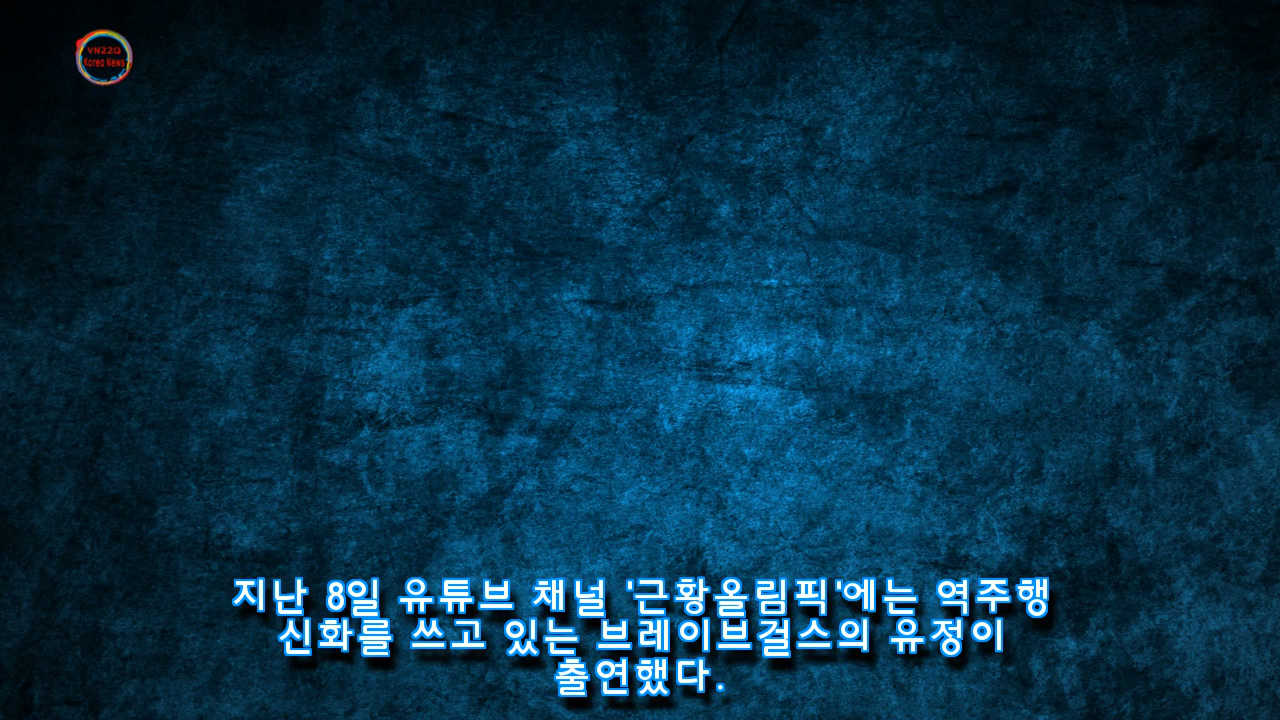 VN22Q
Korea News
지난 8일 유튜브 채널 '근황올림픽'에는 역주행
신화를 쓰고 있는 브레이브걸스의 유정이
출연했다.